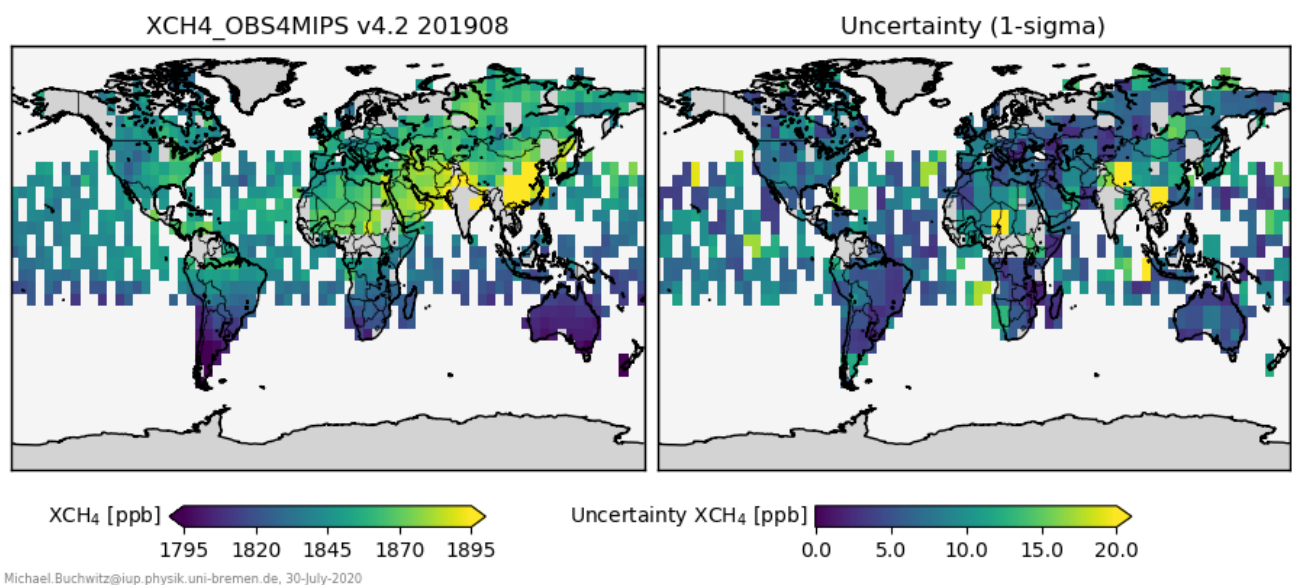 XCH4_OBS4MIPS v4.2 201908
Uncertainty (1-sigma)
XCH₄ [ppb]
1795 1820 1845 1870 1895
Uncertainty XCH₄ [ppb]
0.0 5.0 10.0 15.0 20.0
Michael.Buchwitz@iup.physik.uni-bremen.de, 30-July-2020